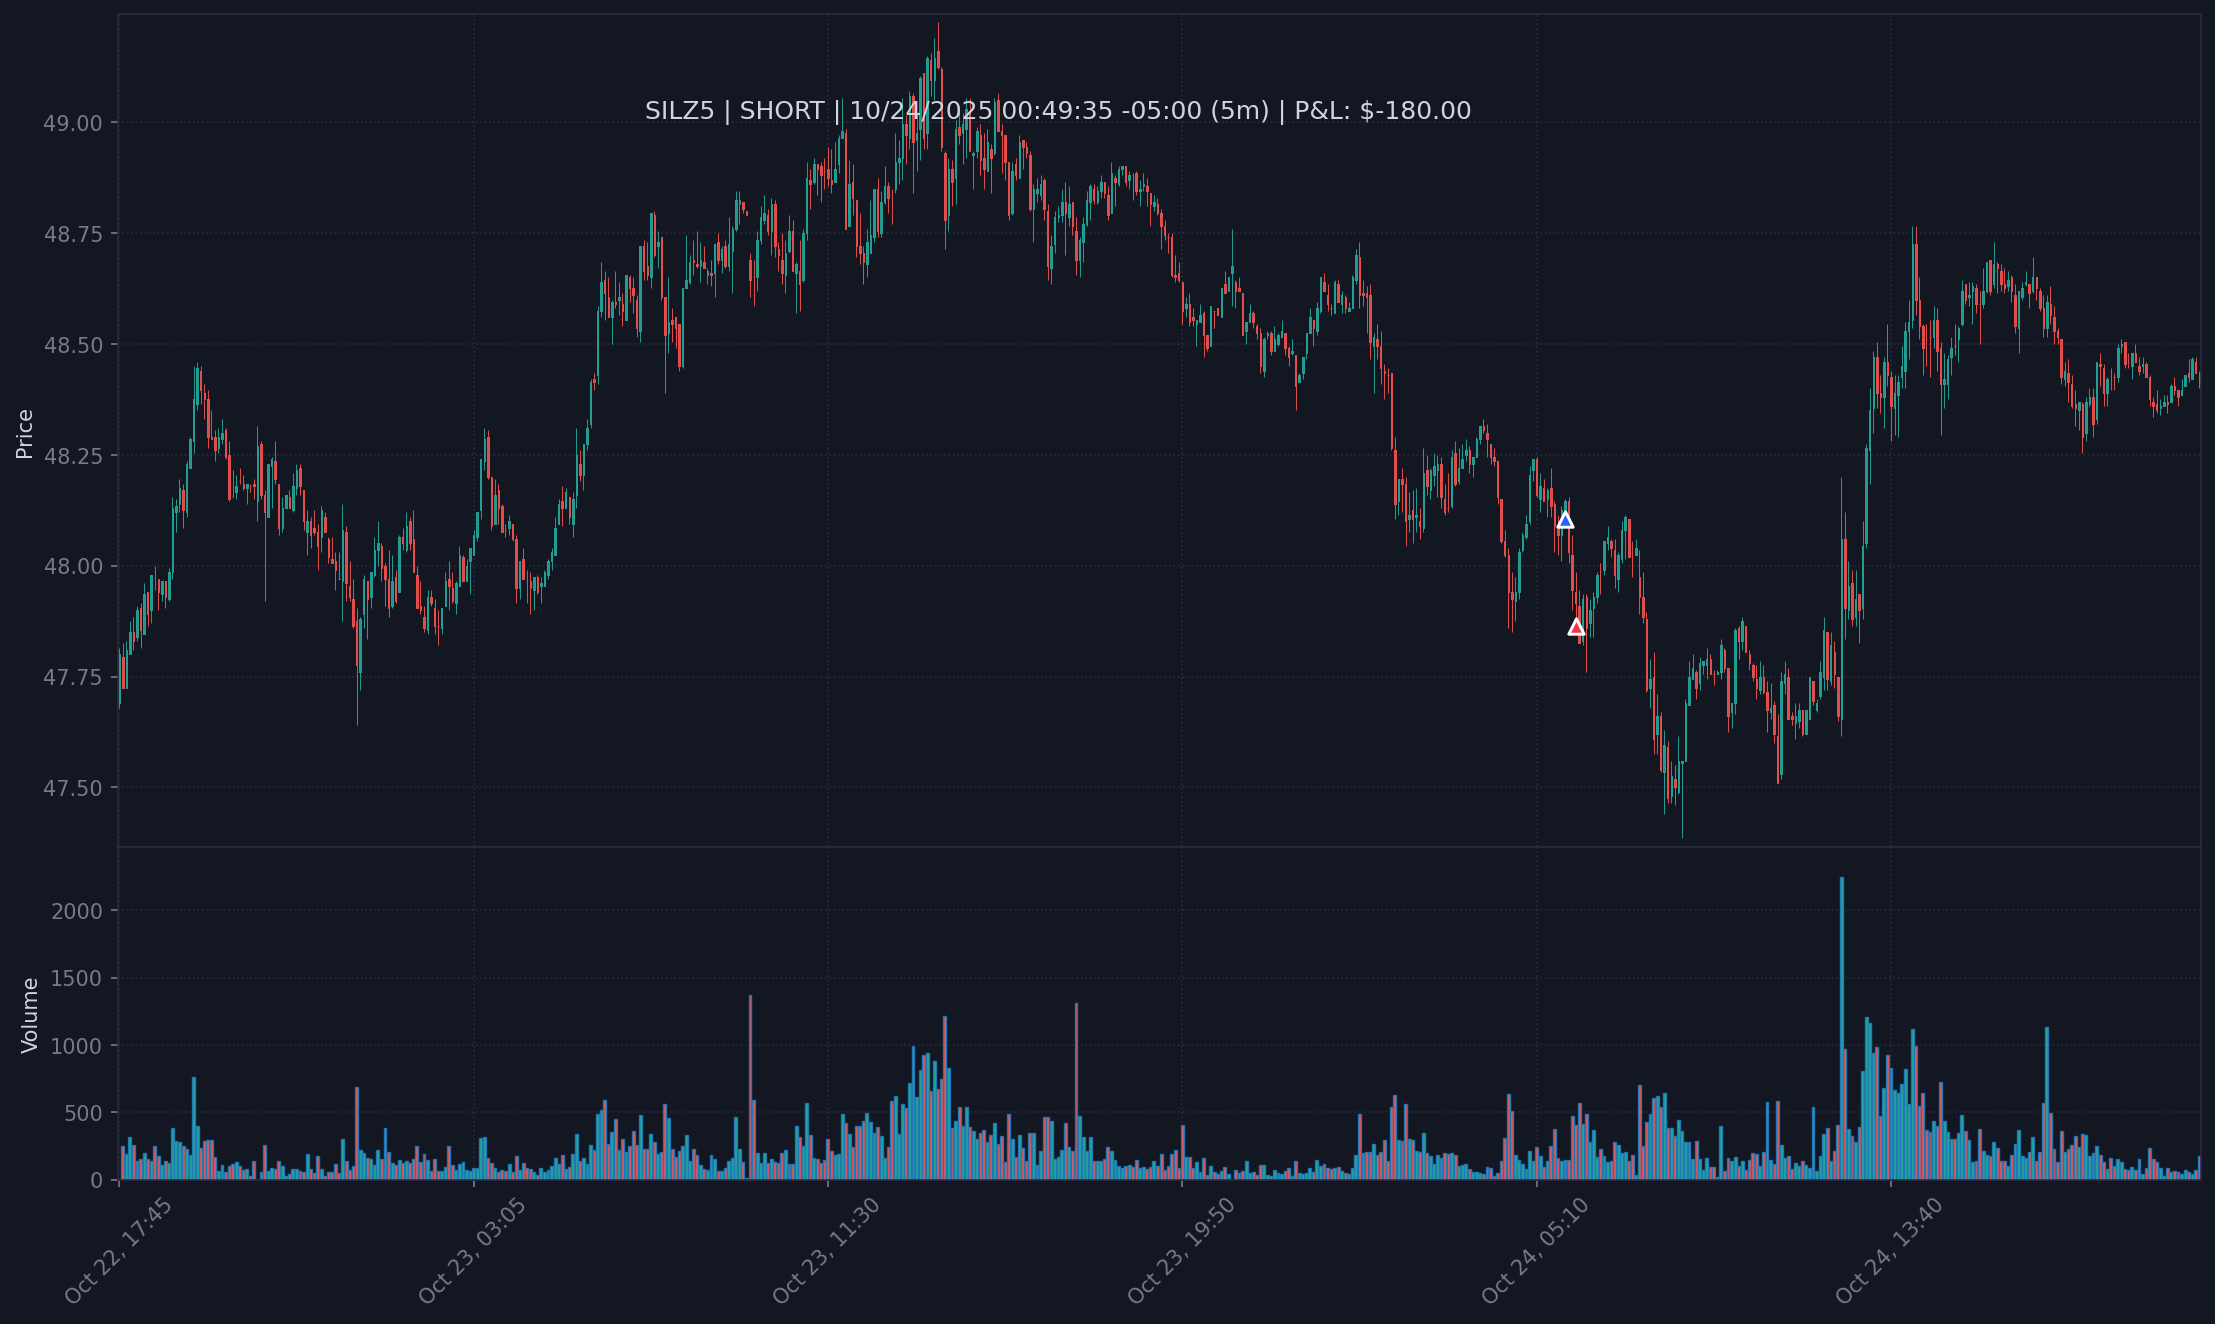 SILZ5 | SHORT | 10/24/2025 00:49:35 -05:00 (5m) | P&L: $-180.00
Price
49.00
48.75
48.50
48.25
48.00
47.75
47.50
Volume
2000
1500
1000
500
0
Oct 22, 17:45
Oct 23, 03:05
Oct 23, 11:30
Oct 23, 19:50
Oct 24, 05:10
Oct 24, 13:40